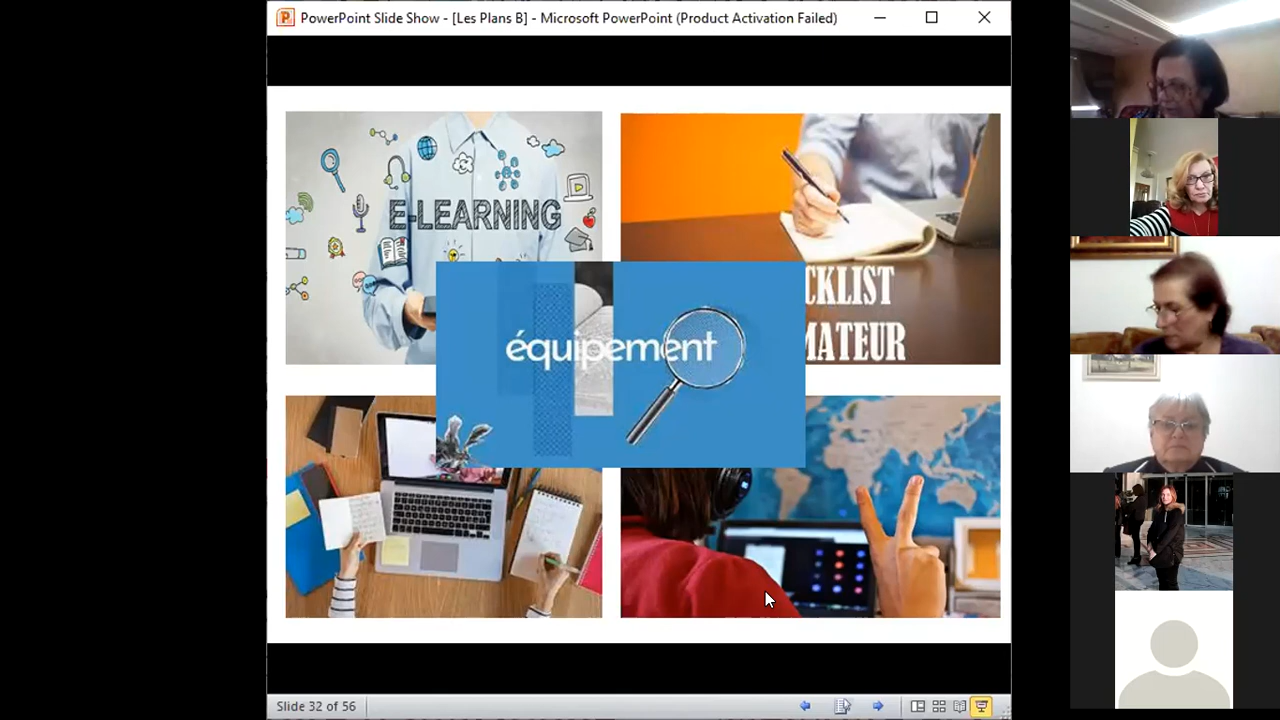 PowerPoint Slide Show - [Les Plans B] - Microsoft PowerPoint (Product Activation Failed)
E-LEARNING
CKLIST
MATEUR
équipement
Slide 32 of 56